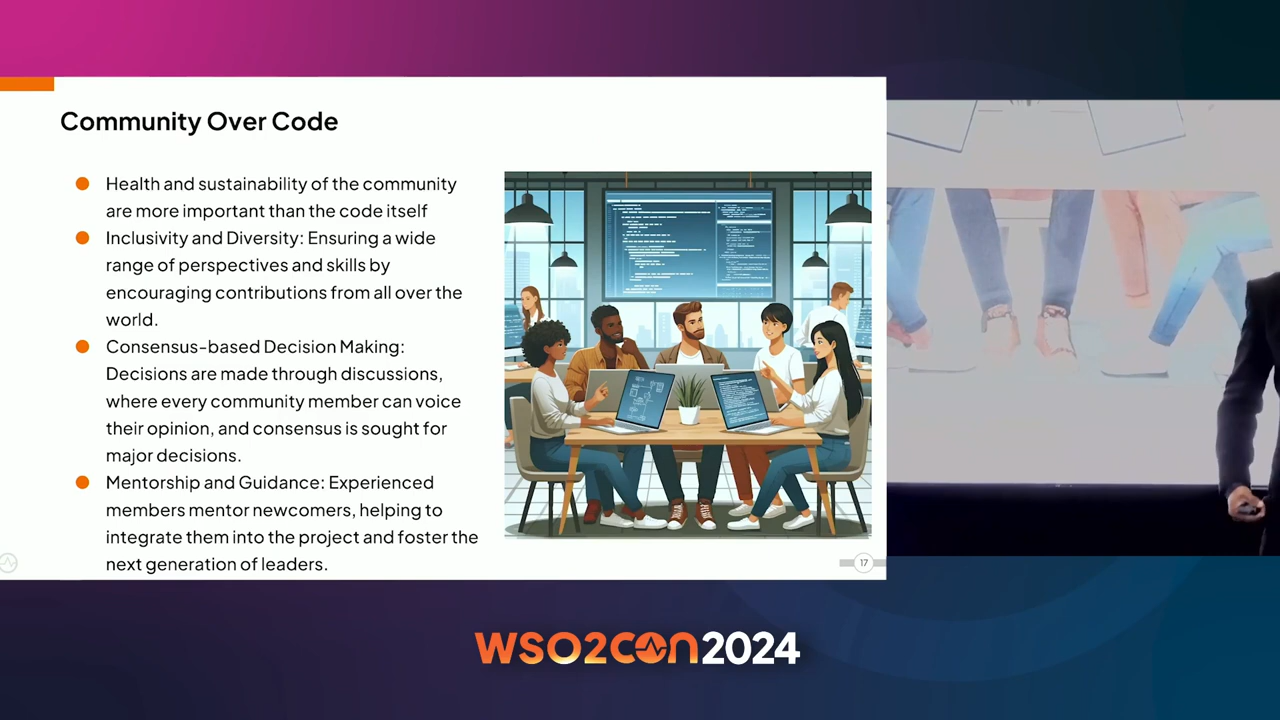 Community Over Code
Health and sustainability of the community
are more important than the code itself
Inclusivity and Diversity: Ensuring a wide
range of perspectives and skills by
encouraging contributions from all over the
world.
Consensus-based Decision Making:
Decisions are made through discussions,
where every community member can voice
their opinion, and consensus is sought for
major decisions.
Mentorship and Guidance: Experienced
members mentor newcomers, helping to
integrate them into the project and foster the
next generation of leaders.
17
WSO2CON2024